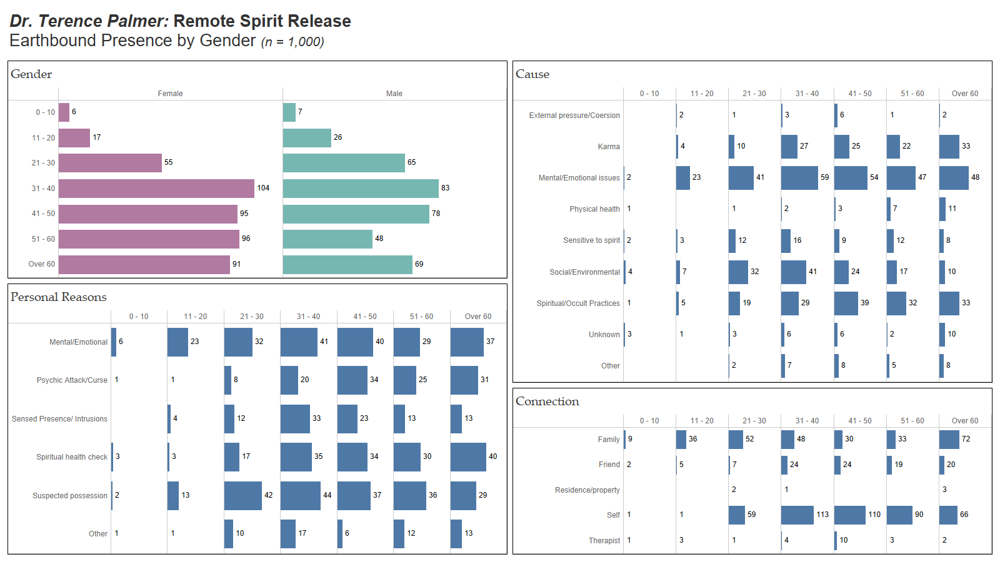 Dr. Terence Palmer: Remote Spirit Release
Earthbound Presence by Gender (n = 1,000)
Gender
Female Male
0 - 10 6 7
11 - 20 17 26
21 - 30 55 65
31 - 40 104 83
41 - 50 95 78
51 - 60 96 48
Over 60 91 69
Personal Reasons
0 - 10 11 - 20 21 - 30 31 - 40 41 - 50 51 - 60 Over 60
Mental/Emotional 6 23 32 41 40 29 37
Psychic Attack/Curse 1 1 8 20 34 25 31
Sensed Presence/ Intrusions 4 12 33 23 13 13
Spiritual health check 3 3 17 35 34 30 40
Suspected possession 2 13 42 44 37 36 29
Other 1 1 10 17 6 12 13
Cause
0 - 10 11 - 20 21 - 30 31 - 40 41 - 50 51 - 60 Over 60
External pressure/Coersion 2 1 3 6 1 2
Karma 4 10 27 25 22 33
Mental/Emotional issues 2 23 41 59 54 47 48
Physical health 1 1 2 3 7 11
Sensitive to spirit 2 3 12 16 9 12 8
Social/Environmental 4 7 32 41 24 17 10
Spiritual/Occult Practices 1 5 19 29 39 32 33
Unknown 3 1 3 6 6 2 10
Other 2 7 8 5 8
Connection
0 - 10 11 - 20 21 - 30 31 - 40 41 - 50 51 - 60 Over 60
Family 9 36 52 48 30 33 72
Friend 2 5 7 24 24 19 20
Residence/property 2 1 3
Self 1 1 59 113 110 90 66
Therapist 1 3 1 4 10 3 2